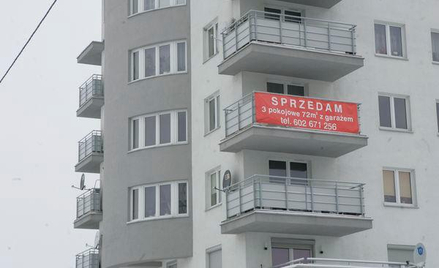 SPRZEDAM
3 pokojowe 72m² z garażem
tel. 602 671 256